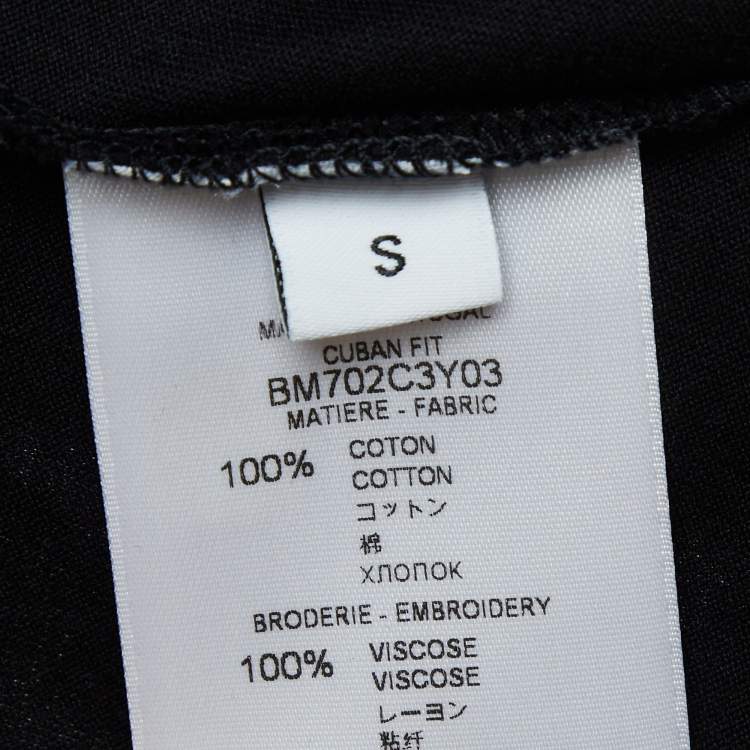 S
CUBAN FIT
BM702C3Y03
MATIERE - FABRIC
100% COTON
COTTON
コットン
棉
ХЛОПОК
BRODERIE - EMBROIDERY
100% VISCOSE
VISCOSE
レーヨン
粘纤